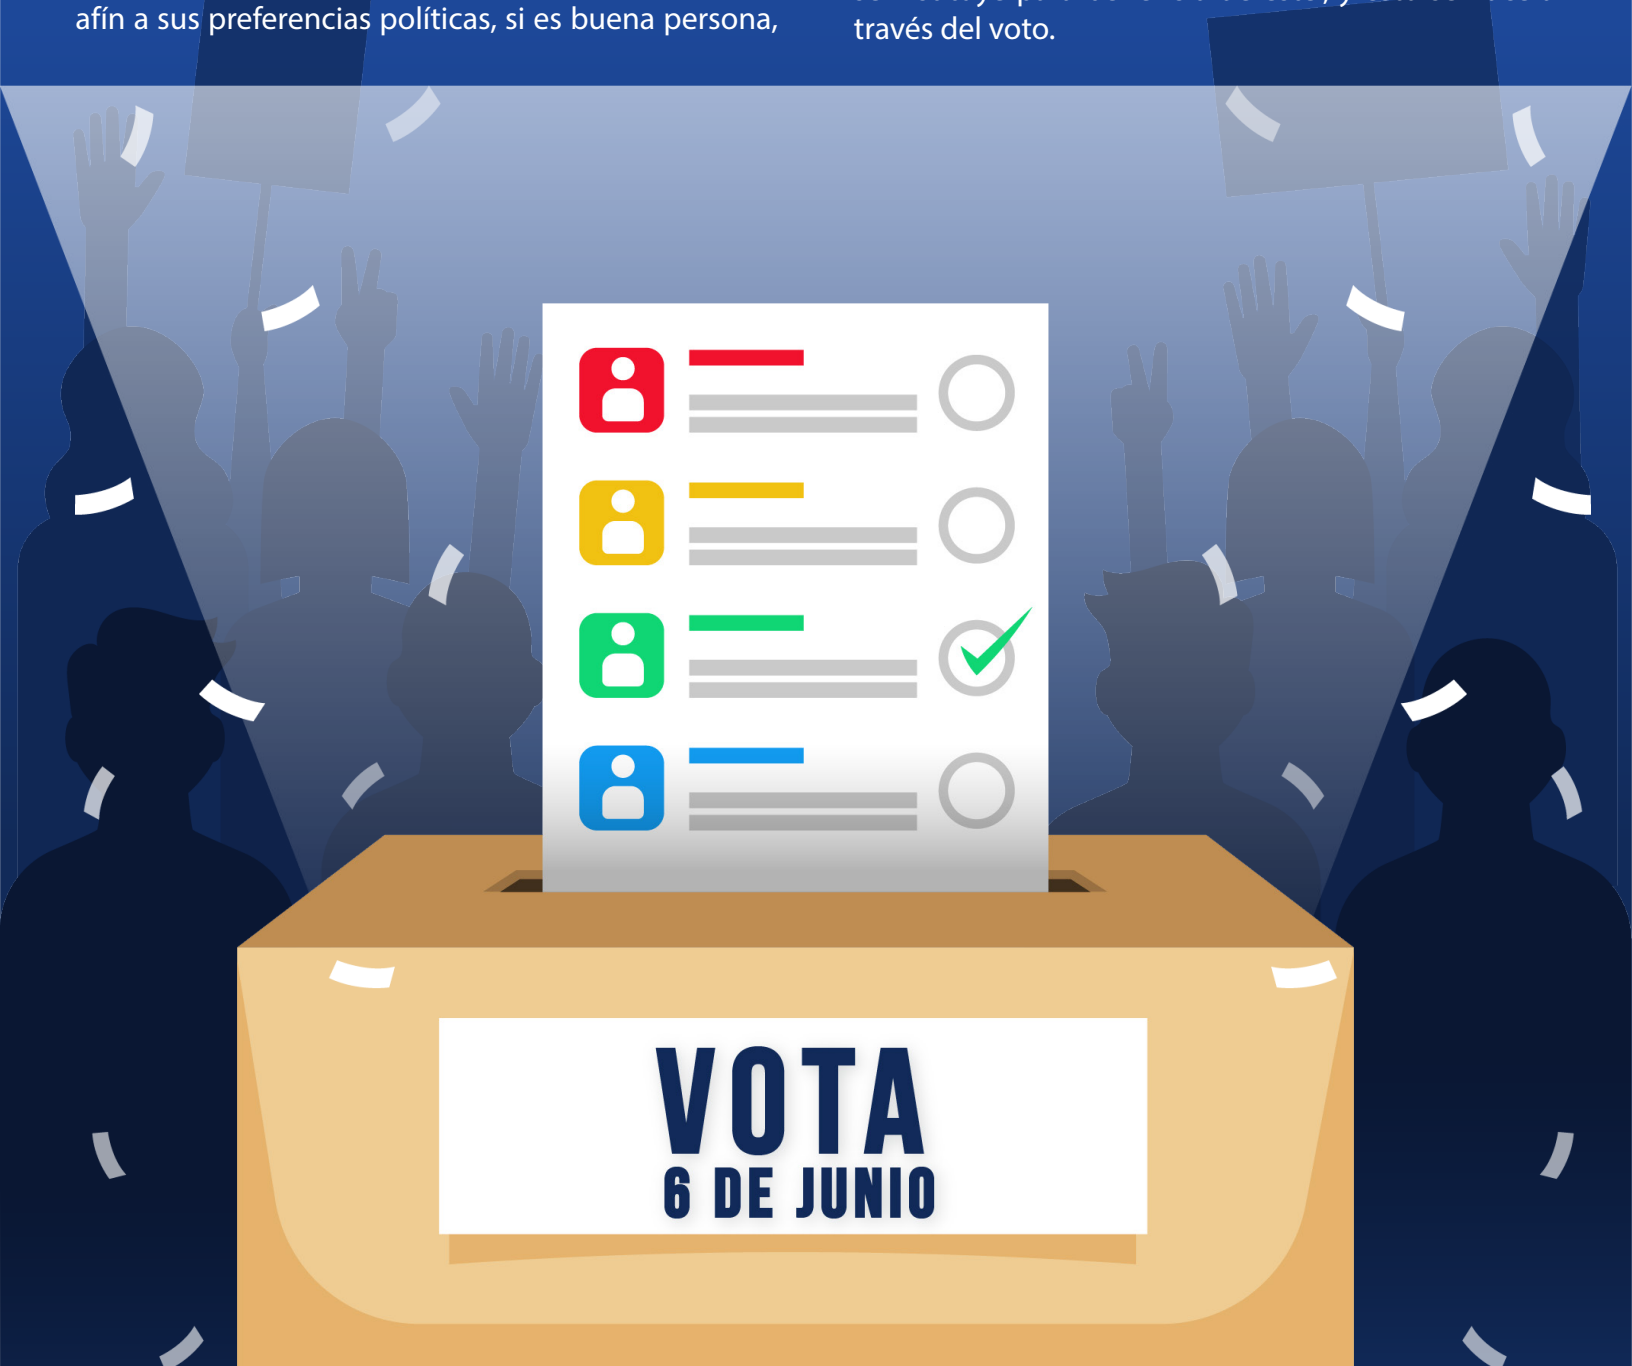 afín a sus preferencias políticas, si es buena persona,
través del voto.
VOTA
6 DE JUNIO